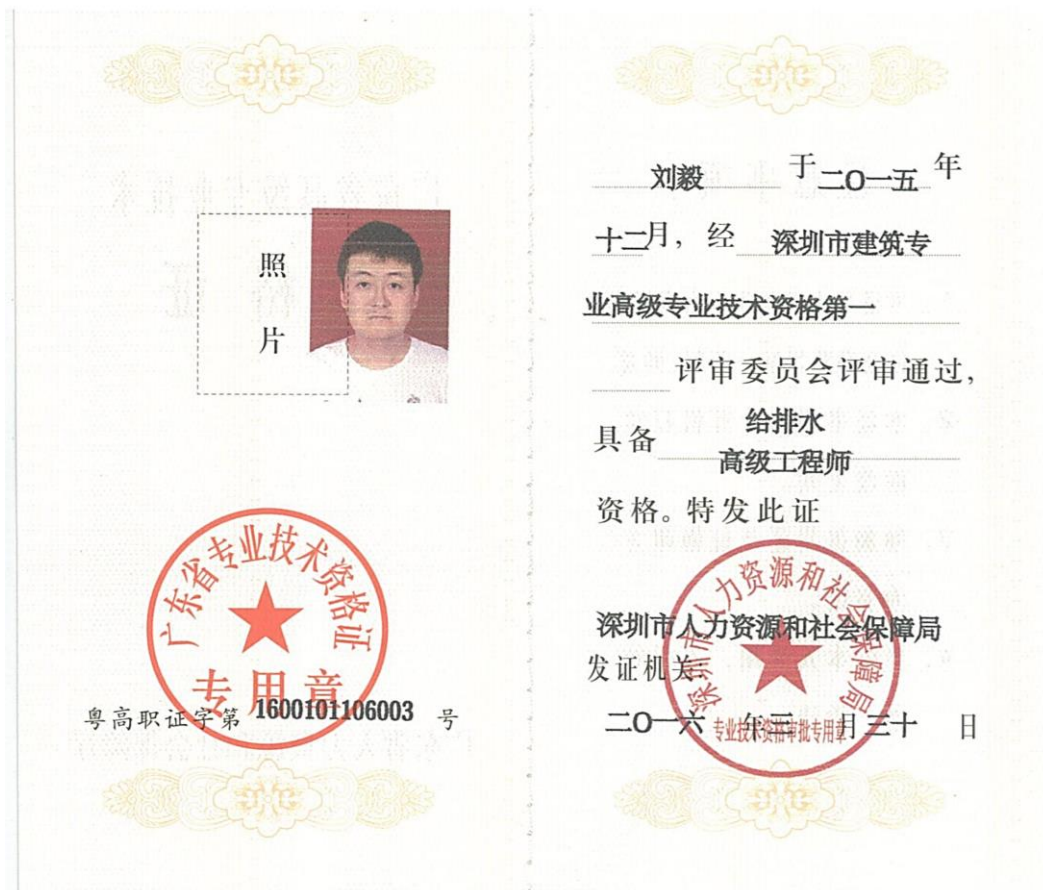 照
片
广东省专业技术资格证
专用章
粤高职证字第 1600101106003 号
刘毅 于 二〇一五 年
十二月，经 深圳市建筑专
业高级专业技术资格第一
评审委员会评审通过，
具备 给排水
高级工程师
资格。特发此证
深圳市人力资源和社会保障局
深圳市人力资源和社会保障局
发证机关：
二〇一六 年三月三十 日
专业技术资格审批专用章